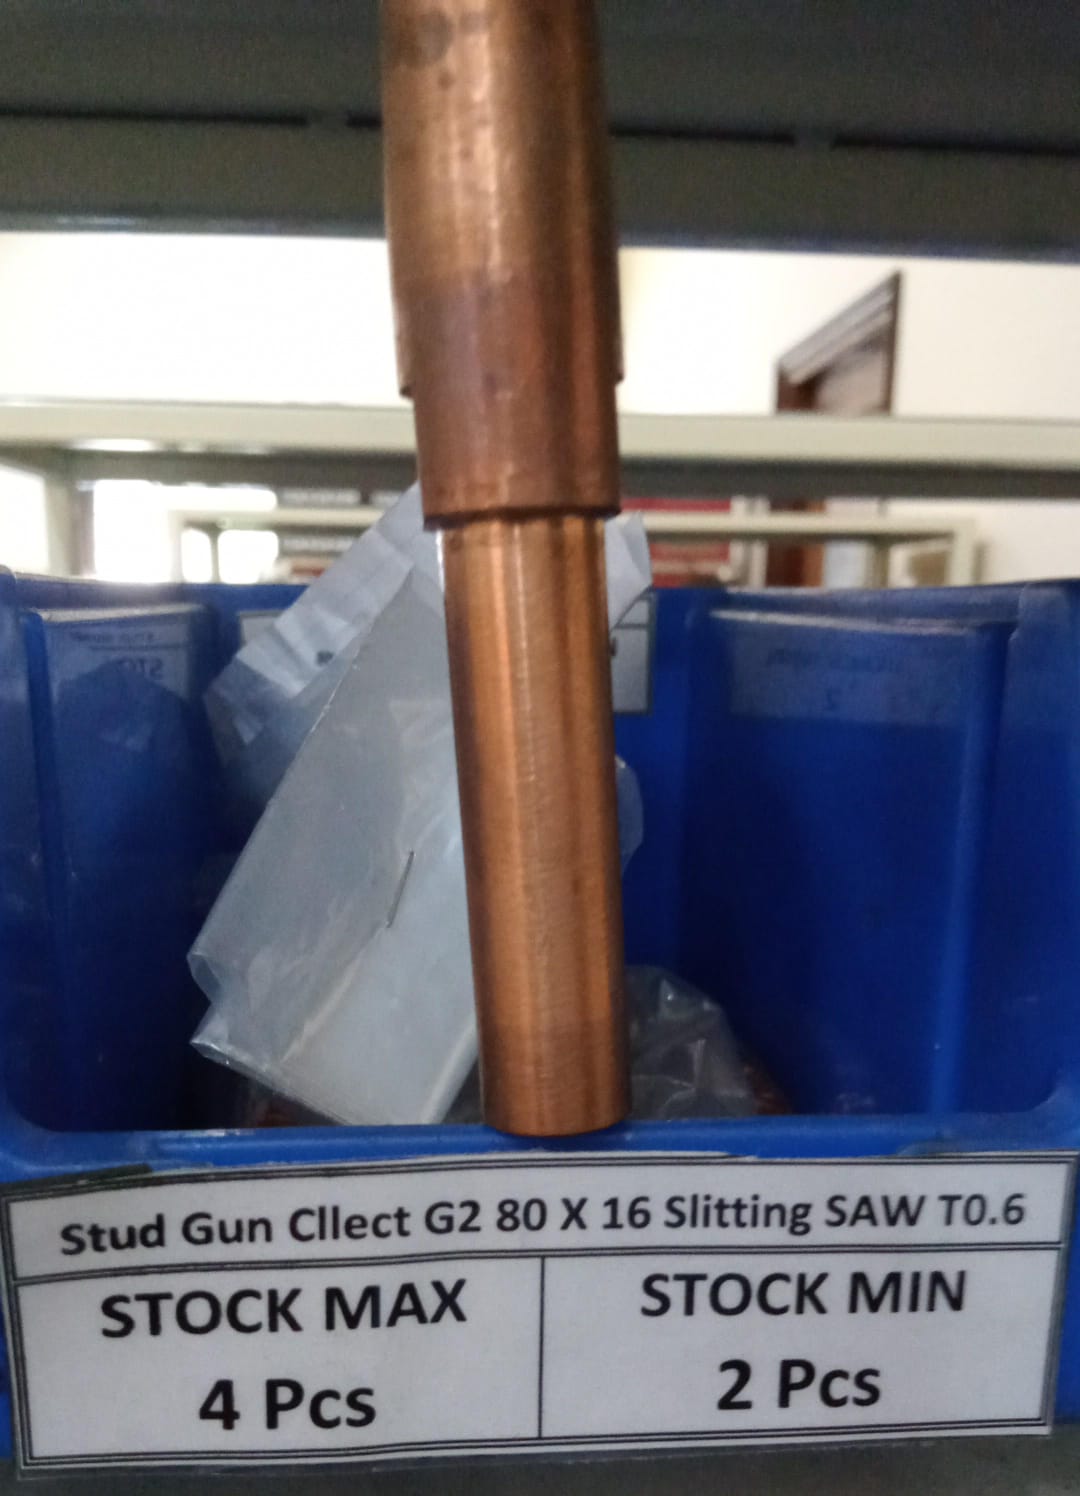 Stud Gun Cllect G2 80 X 16 Slitting SAW T0.6
STOCK MAX
STOCK MIN
4 Pcs
2 Pcs